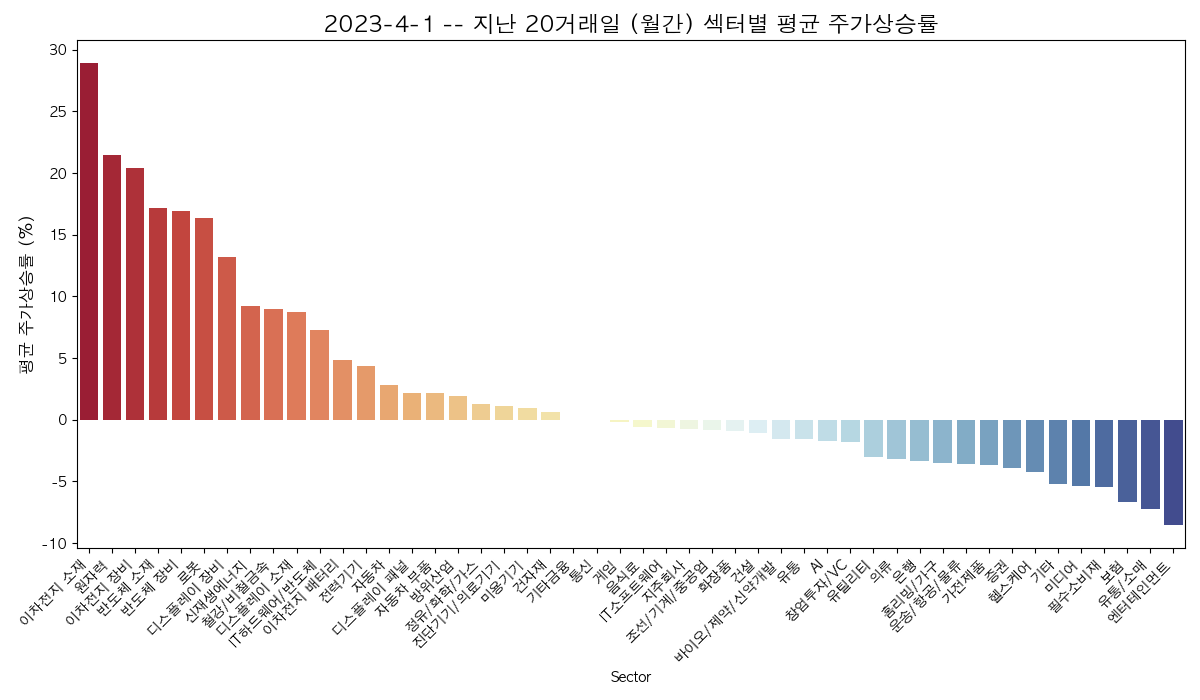 2023-4-1 -- 지난 20거래일 (월간) 섹터별 평균 주가상승률
평균 주가상승률 (%)
30
25
20
15
10
5
0
-5
-10
이차전지 소재
원자력
이차전지 장비
반도체 소재
반도체 장비
로봇
디스플레이 장비
신재생에너지
철강/비철금속
디스플레이 소재
IT하드웨어/반도체
이차전지 배터리
전력기기
자동차
디스플레이 패널
자동차 부품
방위산업
정유/화학/가스
진단기기/의료기기
미용기기
건자재
기타금융
통신
게임
음식료
IT소프트웨어
지주회사
조선/기계/중공업
화장품
건설
바이오/제약/신약개발
유통
AI
창업투자/VC
유틸리티
의류
은행
홈리빙/가구
운송/항공/물류
가전제품
증권
헬스케어
기타
미디어
필수소비재
보험
유통/소매
엔터테인먼트
Sector